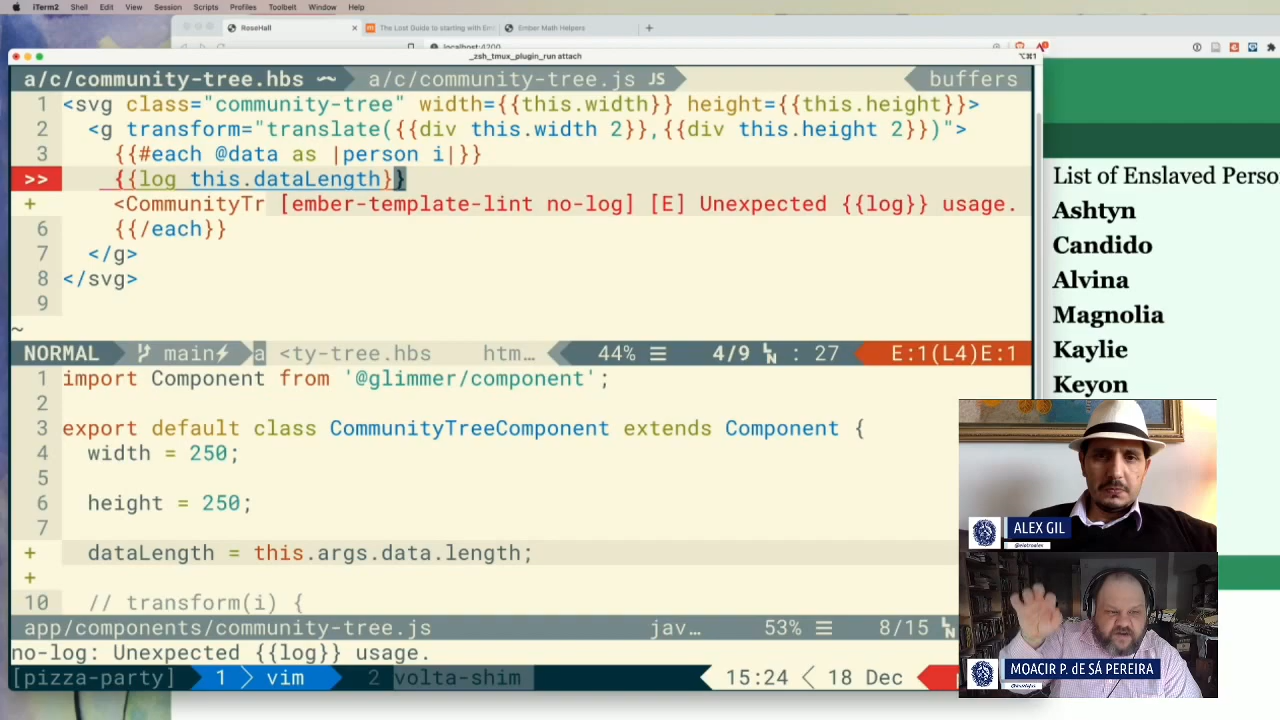 iTerm2 Shell Edit View Session Scripts Profiles Toolbelt Window Help
RoseHall
The Lost Guide to starting with Em
Ember Math Helpers
localhost:4200
_zsh_tmux_plugin_run attach
a/c/community-tree.hbs a/c/community-tree.js JS buffers
1 <svg class="community-tree" width={{this.width}} height={{this.height}}>
2 <g transform="translate({{div this.width 2}},{{div this.height 2}})">
3 {{#each @data as |person i|}}
>> {{log this.dataLength}}
+ <CommunityTr [ember-template-lint no-log] [E] Unexpected {{log}} usage.
6 {{/each}}
7 </g>
8 </svg>
9
~
NORMAL main⚡ a <ty-tree.hbs htm… < 44% ☰ 4/9 LN : 27 E:1(L4)E:1
1 import Component from '@glimmer/component';
2
3 export default class CommunityTreeComponent extends Component {
4 width = 250;
5
6 height = 250;
7
+ dataLength = this.args.data.length;
+
10 // transform(i) {
app/components/community-tree.js jav… 53% ☰ 8/15 LN
no-log: Unexpected {{log}} usage.
[pizza-party] 1 > vim 2 volta-shim 15:24 < 18 Dec
List of Enslaved Perso
Ashtyn
Candido
Alvina
Magnolia
Kaylie
Keyon
ALEX GIL
@elotroalex
MOACIR P. dE SÁ PEREIRA